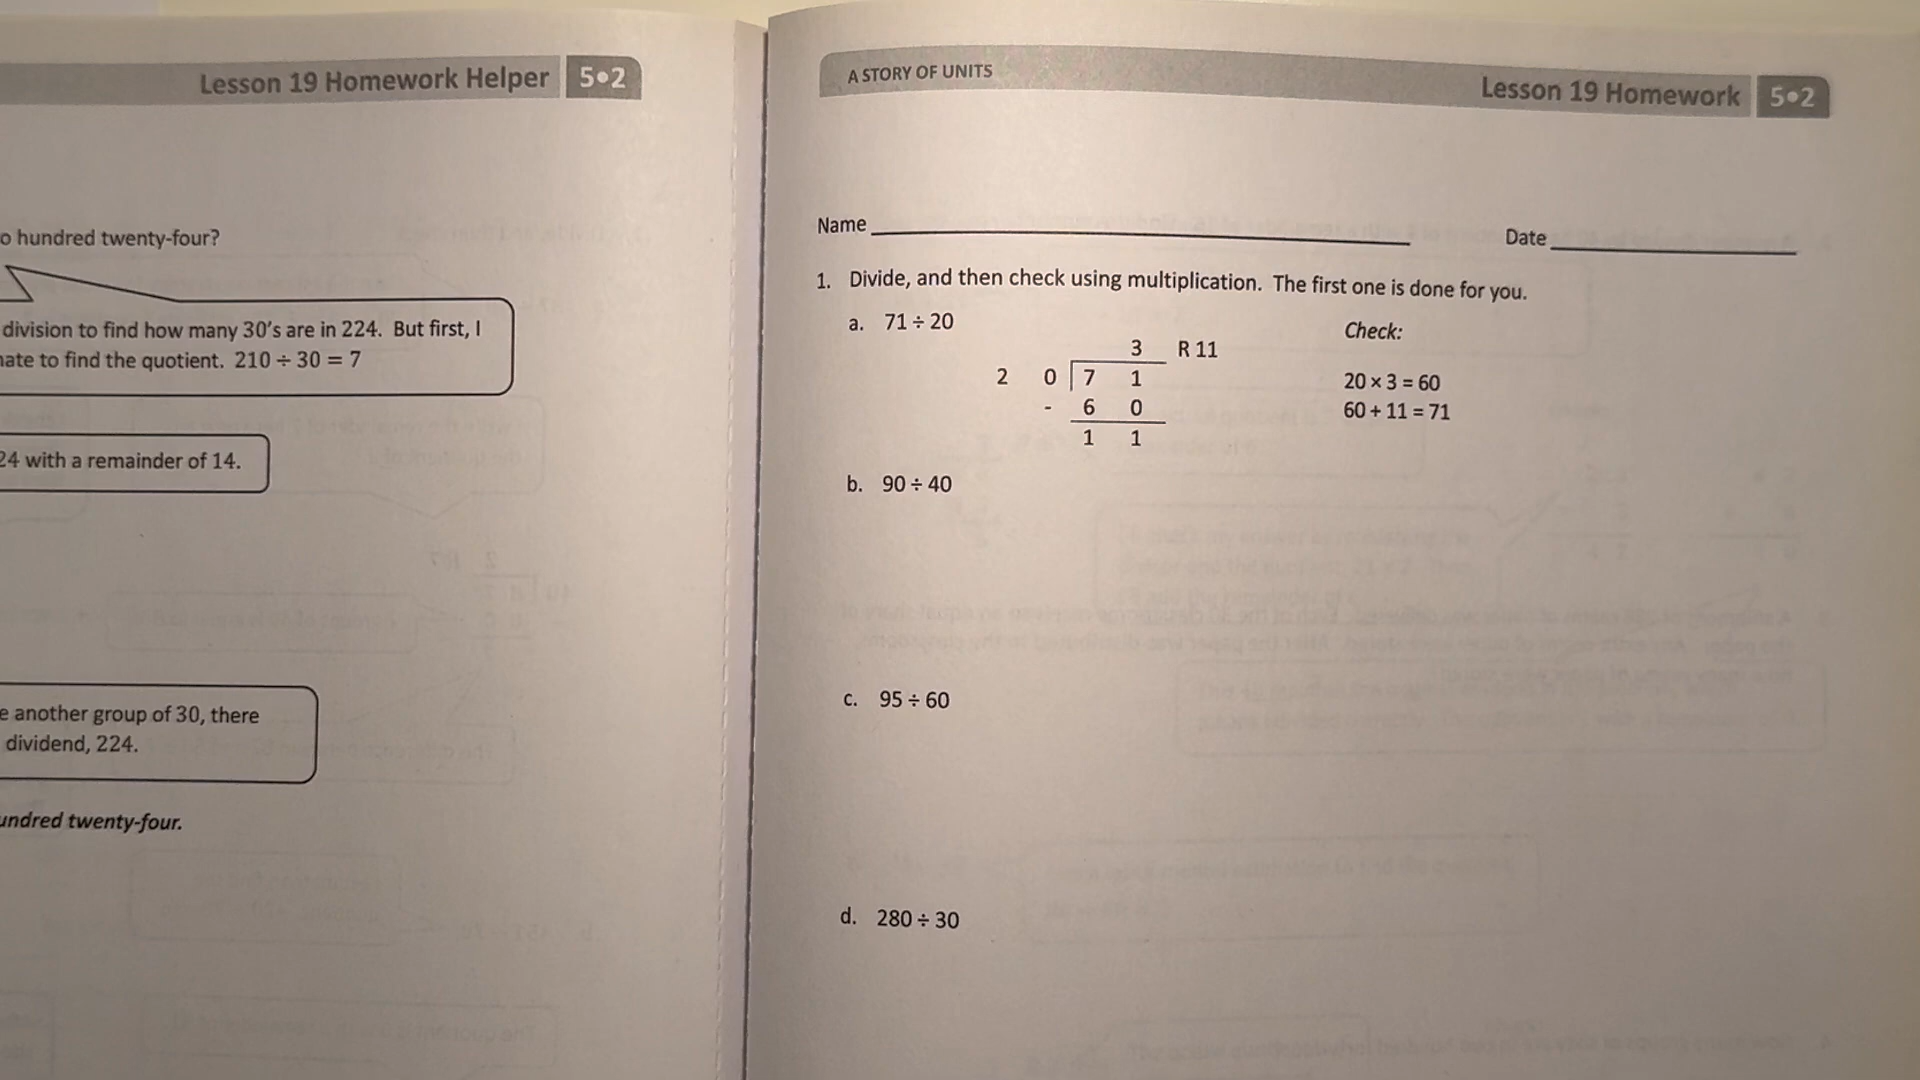 Lesson 19 Homework Helper 5•2
o hundred twenty-four?
division to find how many 30's are in 224. But first, I
ate to find the quotient. 210 ÷ 30 = 7
24 with a remainder of 14.
e another group of 30, there
dividend, 224.
undred twenty-four.
A STORY OF UNITS
Lesson 19 Homework 5•2
Name
Date
1. Divide, and then check using multiplication. The first one is done for you.
a. 71 ÷ 20
Check:
3 R 11
2 0 7 1
- 6 0
1 1
20 × 3 = 60
60 + 11 = 71
b. 90 ÷ 40
c. 95 ÷ 60
d. 280 ÷ 30